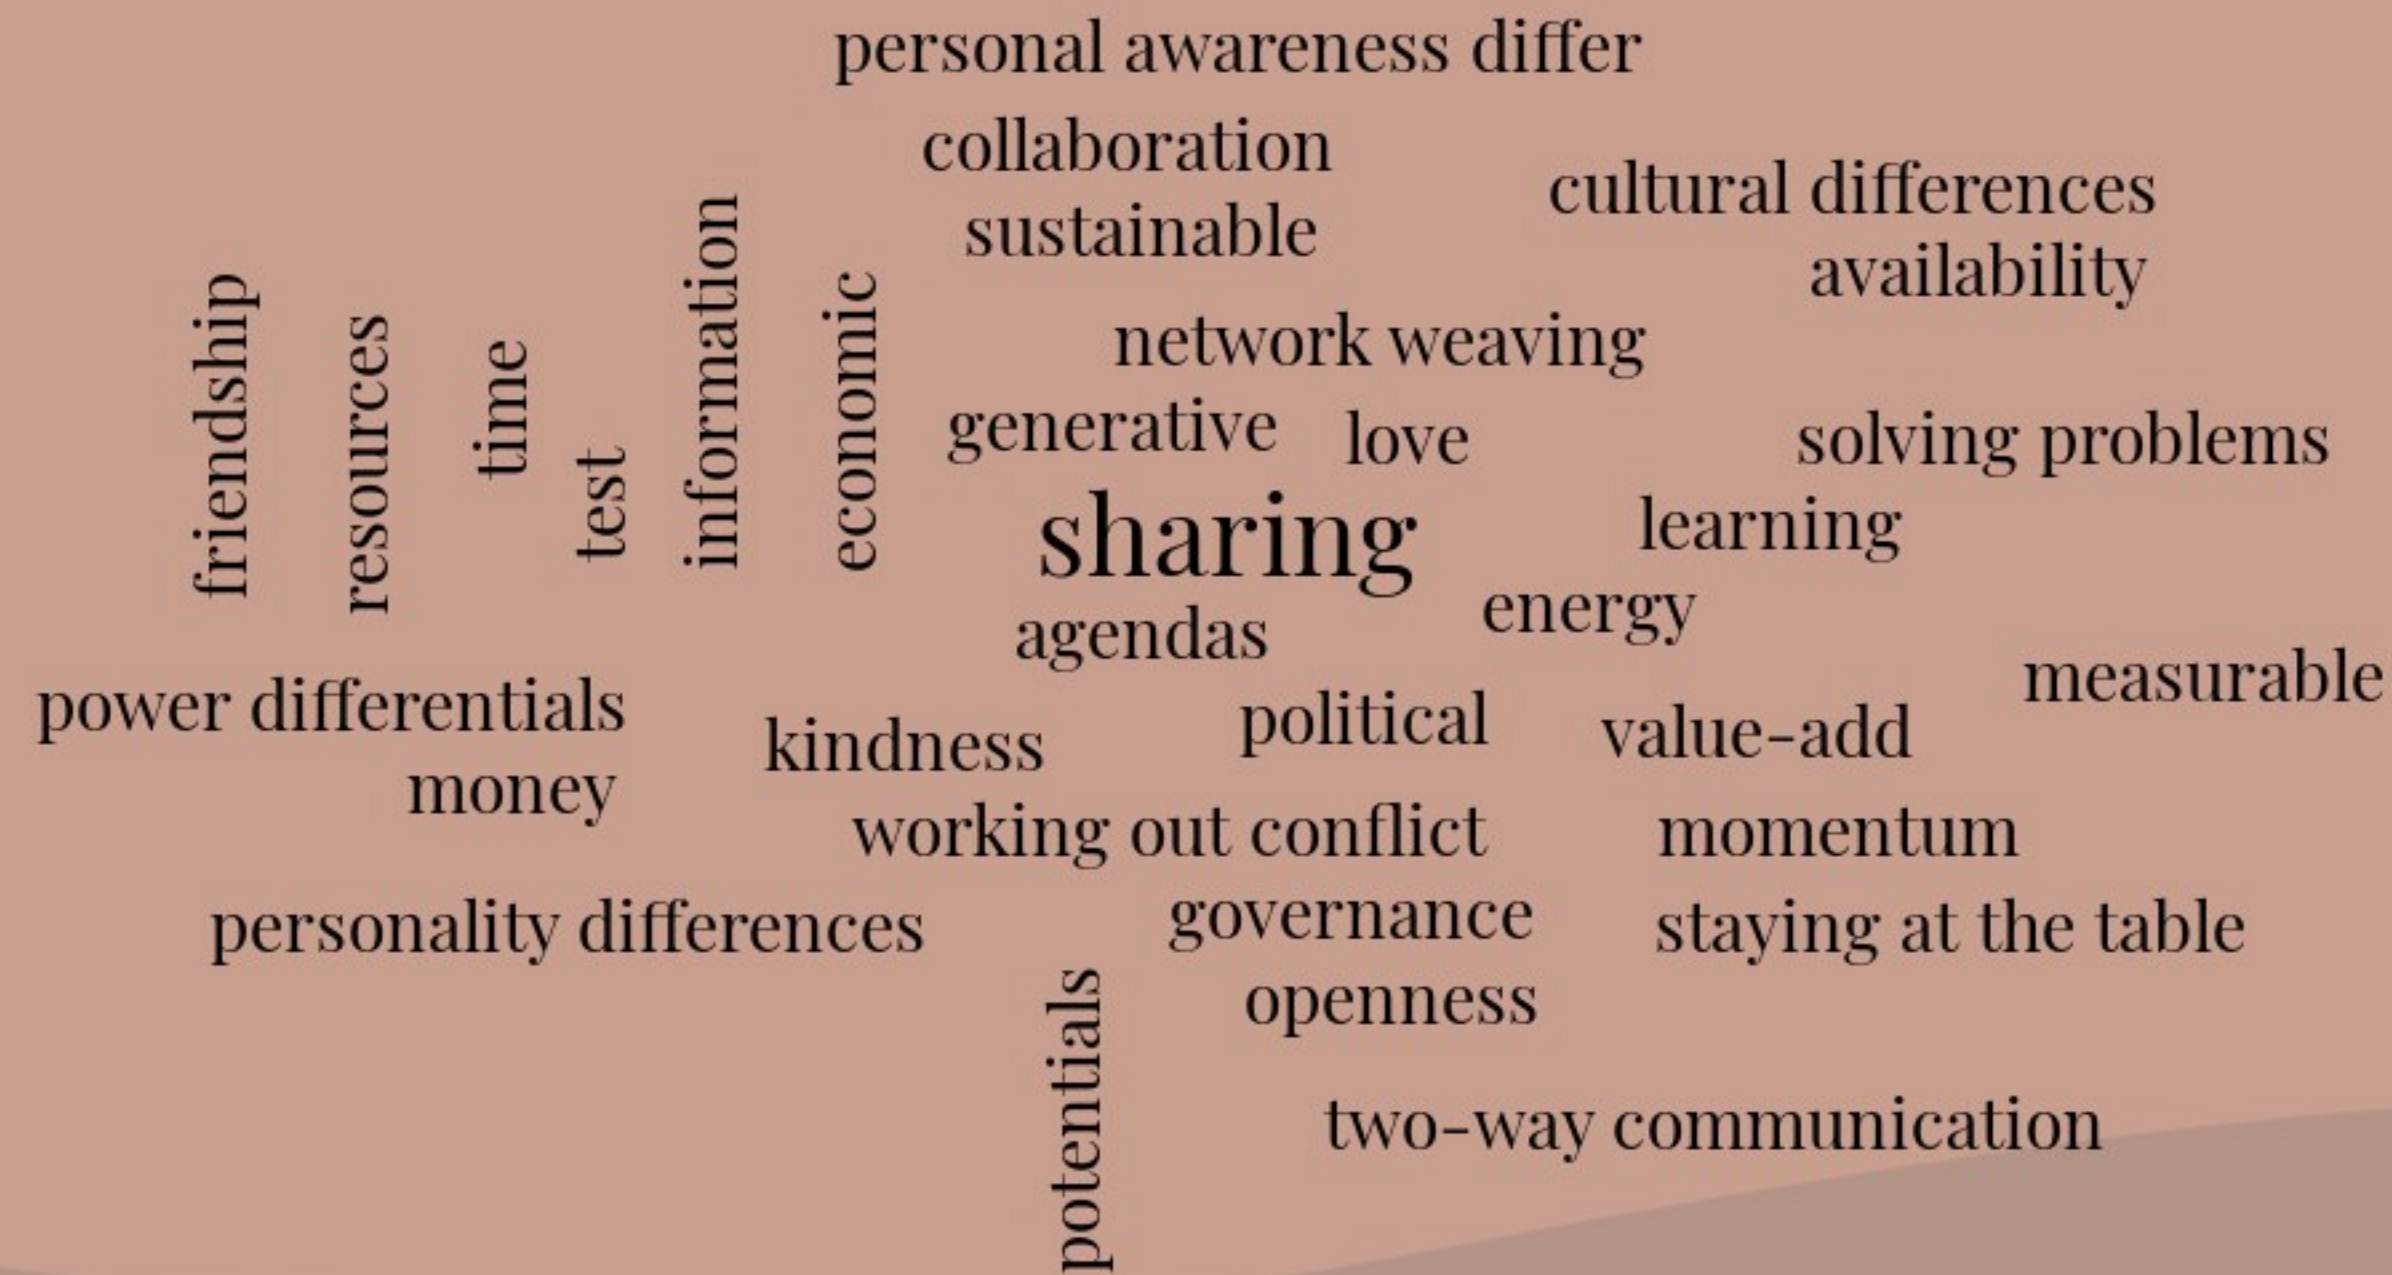 personal awareness differ
collaboration
cultural differences
sustainable
availability
friendship
resources
time
test
information
economic
network weaving
generative
love
solving problems
sharing
learning
energy
agendas
measurable
power differentials
kindness
political
value-add
money
working out conflict
momentum
personality differences
governance
staying at the table
openness
potentials
two-way communication